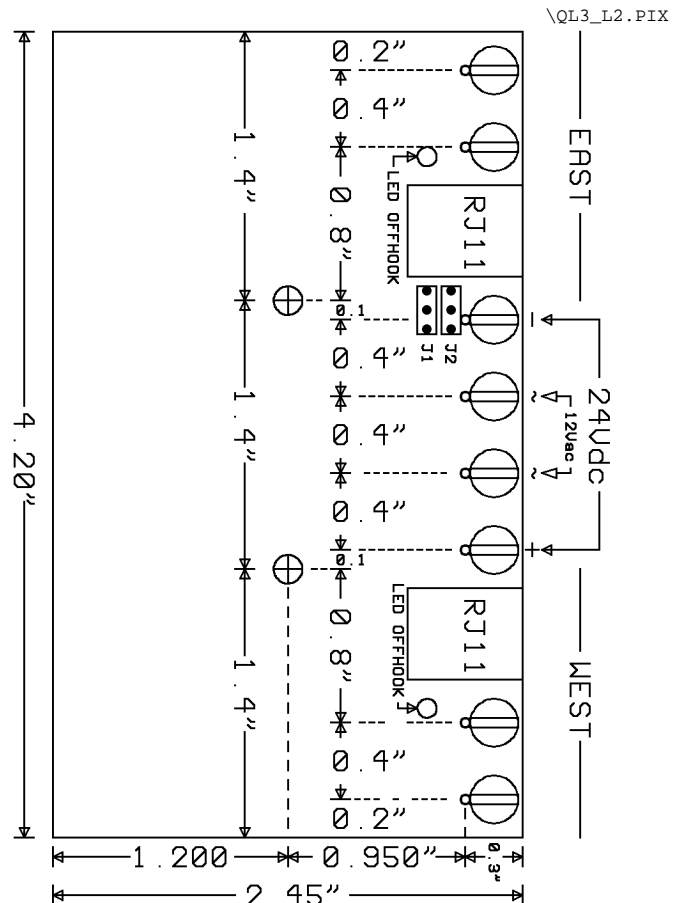 \QL3_L2.PIX
0.2”
0.4”
1.4”
EAST
LED OFFHOOK
0.8”
RJ11
0.1
J1
J2
0.4”
1.4”
4.20”
24Vdc
12Vac
~
~
0.4”
0.4”
+
0.1
LED OFFHOOK
RJ11
0.8”
1.4”
WEST
0.4”
0.2”
1.200
0.950”
0.3”
2.45”